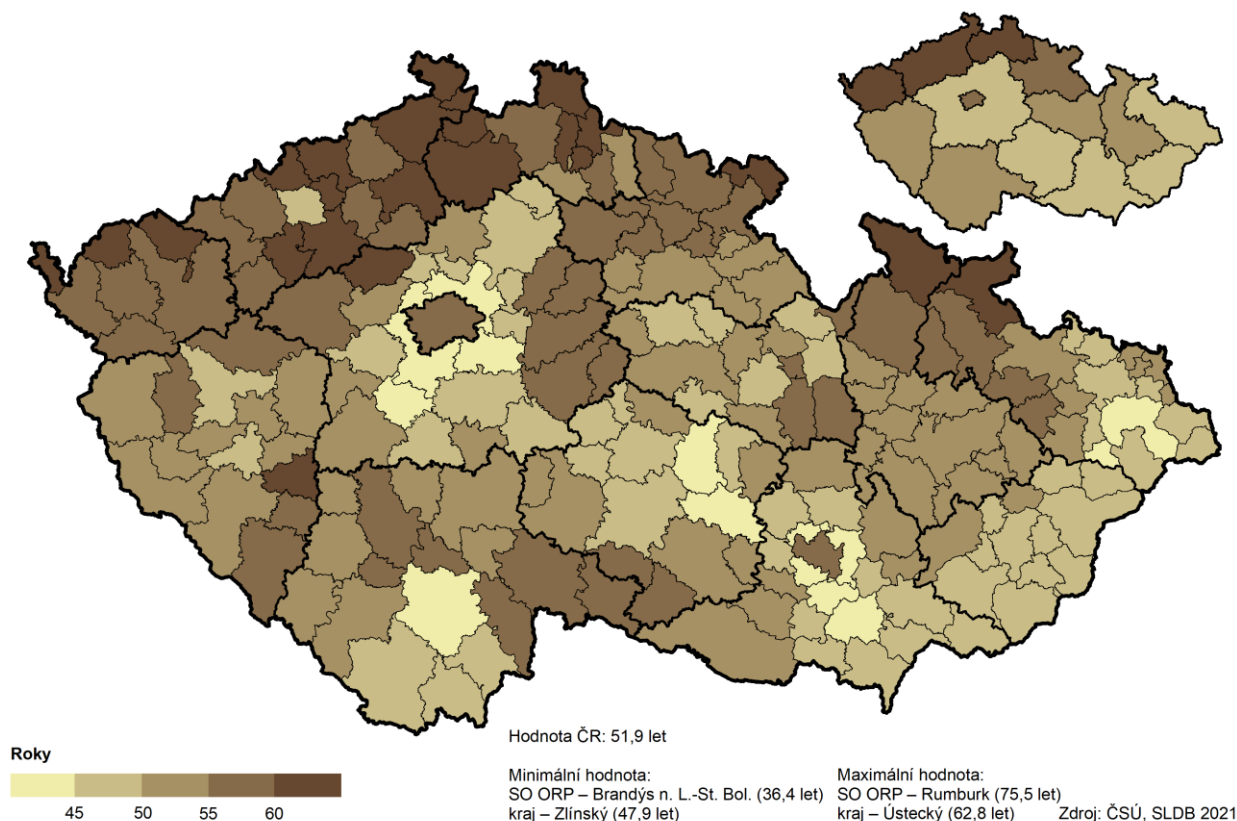 Hodnota ČR: 51,9 let
Roky
45 50 55 60
Minimální hodnota:
SO ORP – Brandýs n. L.-St. Bol. (36,4 let)
kraj – Zlínský (47,9 let)
Maximální hodnota:
SO ORP – Rumburk (75,5 let)
kraj – Ústecký (62,8 let)
Zdroj: ČSÚ, SLDB 2021